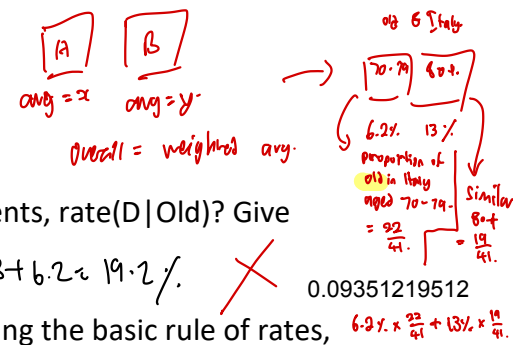 A
B
avg = x
avg = y.
overall = weighted avg.
old & Italy
70-79
80+.
6.2%
13%
proportion of
old in Italy
aged 70-79.
= 22/41.
Similar
80+
= 19/41.
ents, rate(D|Old)? Give
3+6.2= 19.2%.
0.09351219512
ng the basic rule of rates,
6.2% × 22/41 + 13% × 19/41.